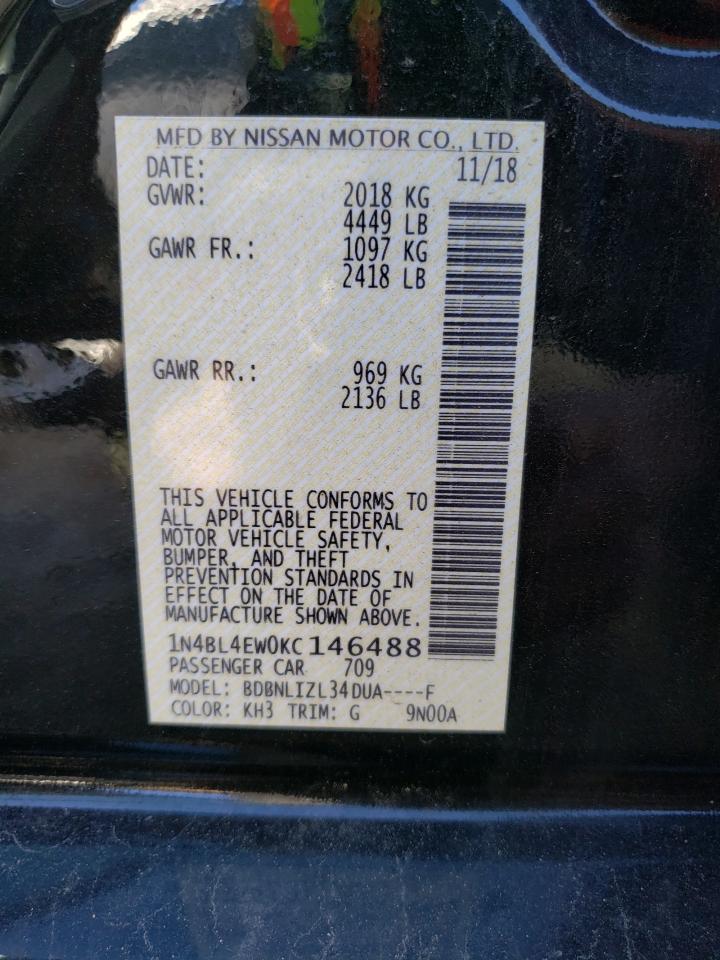 MFD BY NISSAN MOTOR CO., LTD.
DATE: 11/18
GVWR: 2018 KG
4449 LB
GAWR FR.: 1097 KG
2418 LB
GAWR RR.: 969 KG
2136 LB
THIS VEHICLE CONFORMS TO
ALL APPLICABLE FEDERAL
MOTOR VEHICLE SAFETY,
BUMPER, AND THEFT
PREVENTION STANDARDS IN
EFFECT ON THE DATE OF
MANUFACTURE SHOWN ABOVE.
1N4BL4EW0KC146488
PASSENGER CAR 709
MODEL: BDBNLIZL34DUA----F
COLOR: KH3 TRIM: G 9N00A